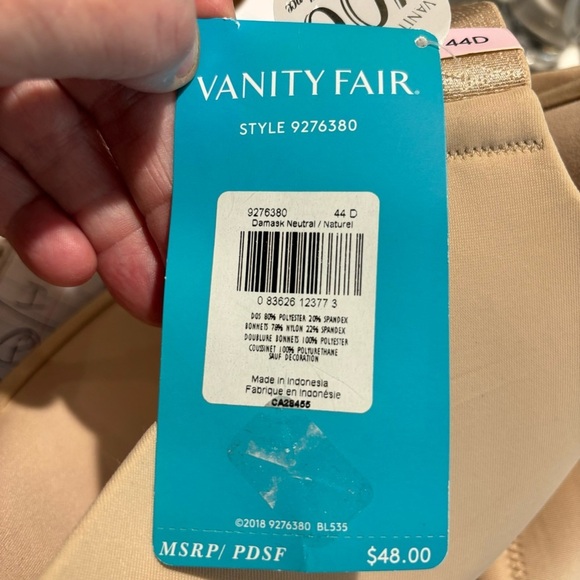 VANITY
44D
VANITY FAIR®
STYLE 9276380
9276380 44 D
Damask Neutral / Naturel
0 83626 12377 3
DOS 80% POLYESTER 20% SPANDEX
BONNETS 78% NYLON 22% SPANDEX
DOUBLURE BONNETS 100% POLYESTER
COUSSINET 100% POLYURETHANE
SAUF DECORATION
Made in Indonesia
Fabriqué en Indonésie
CA28455
©2018 9276380 BL535
MSRP/ PDSF $48.00